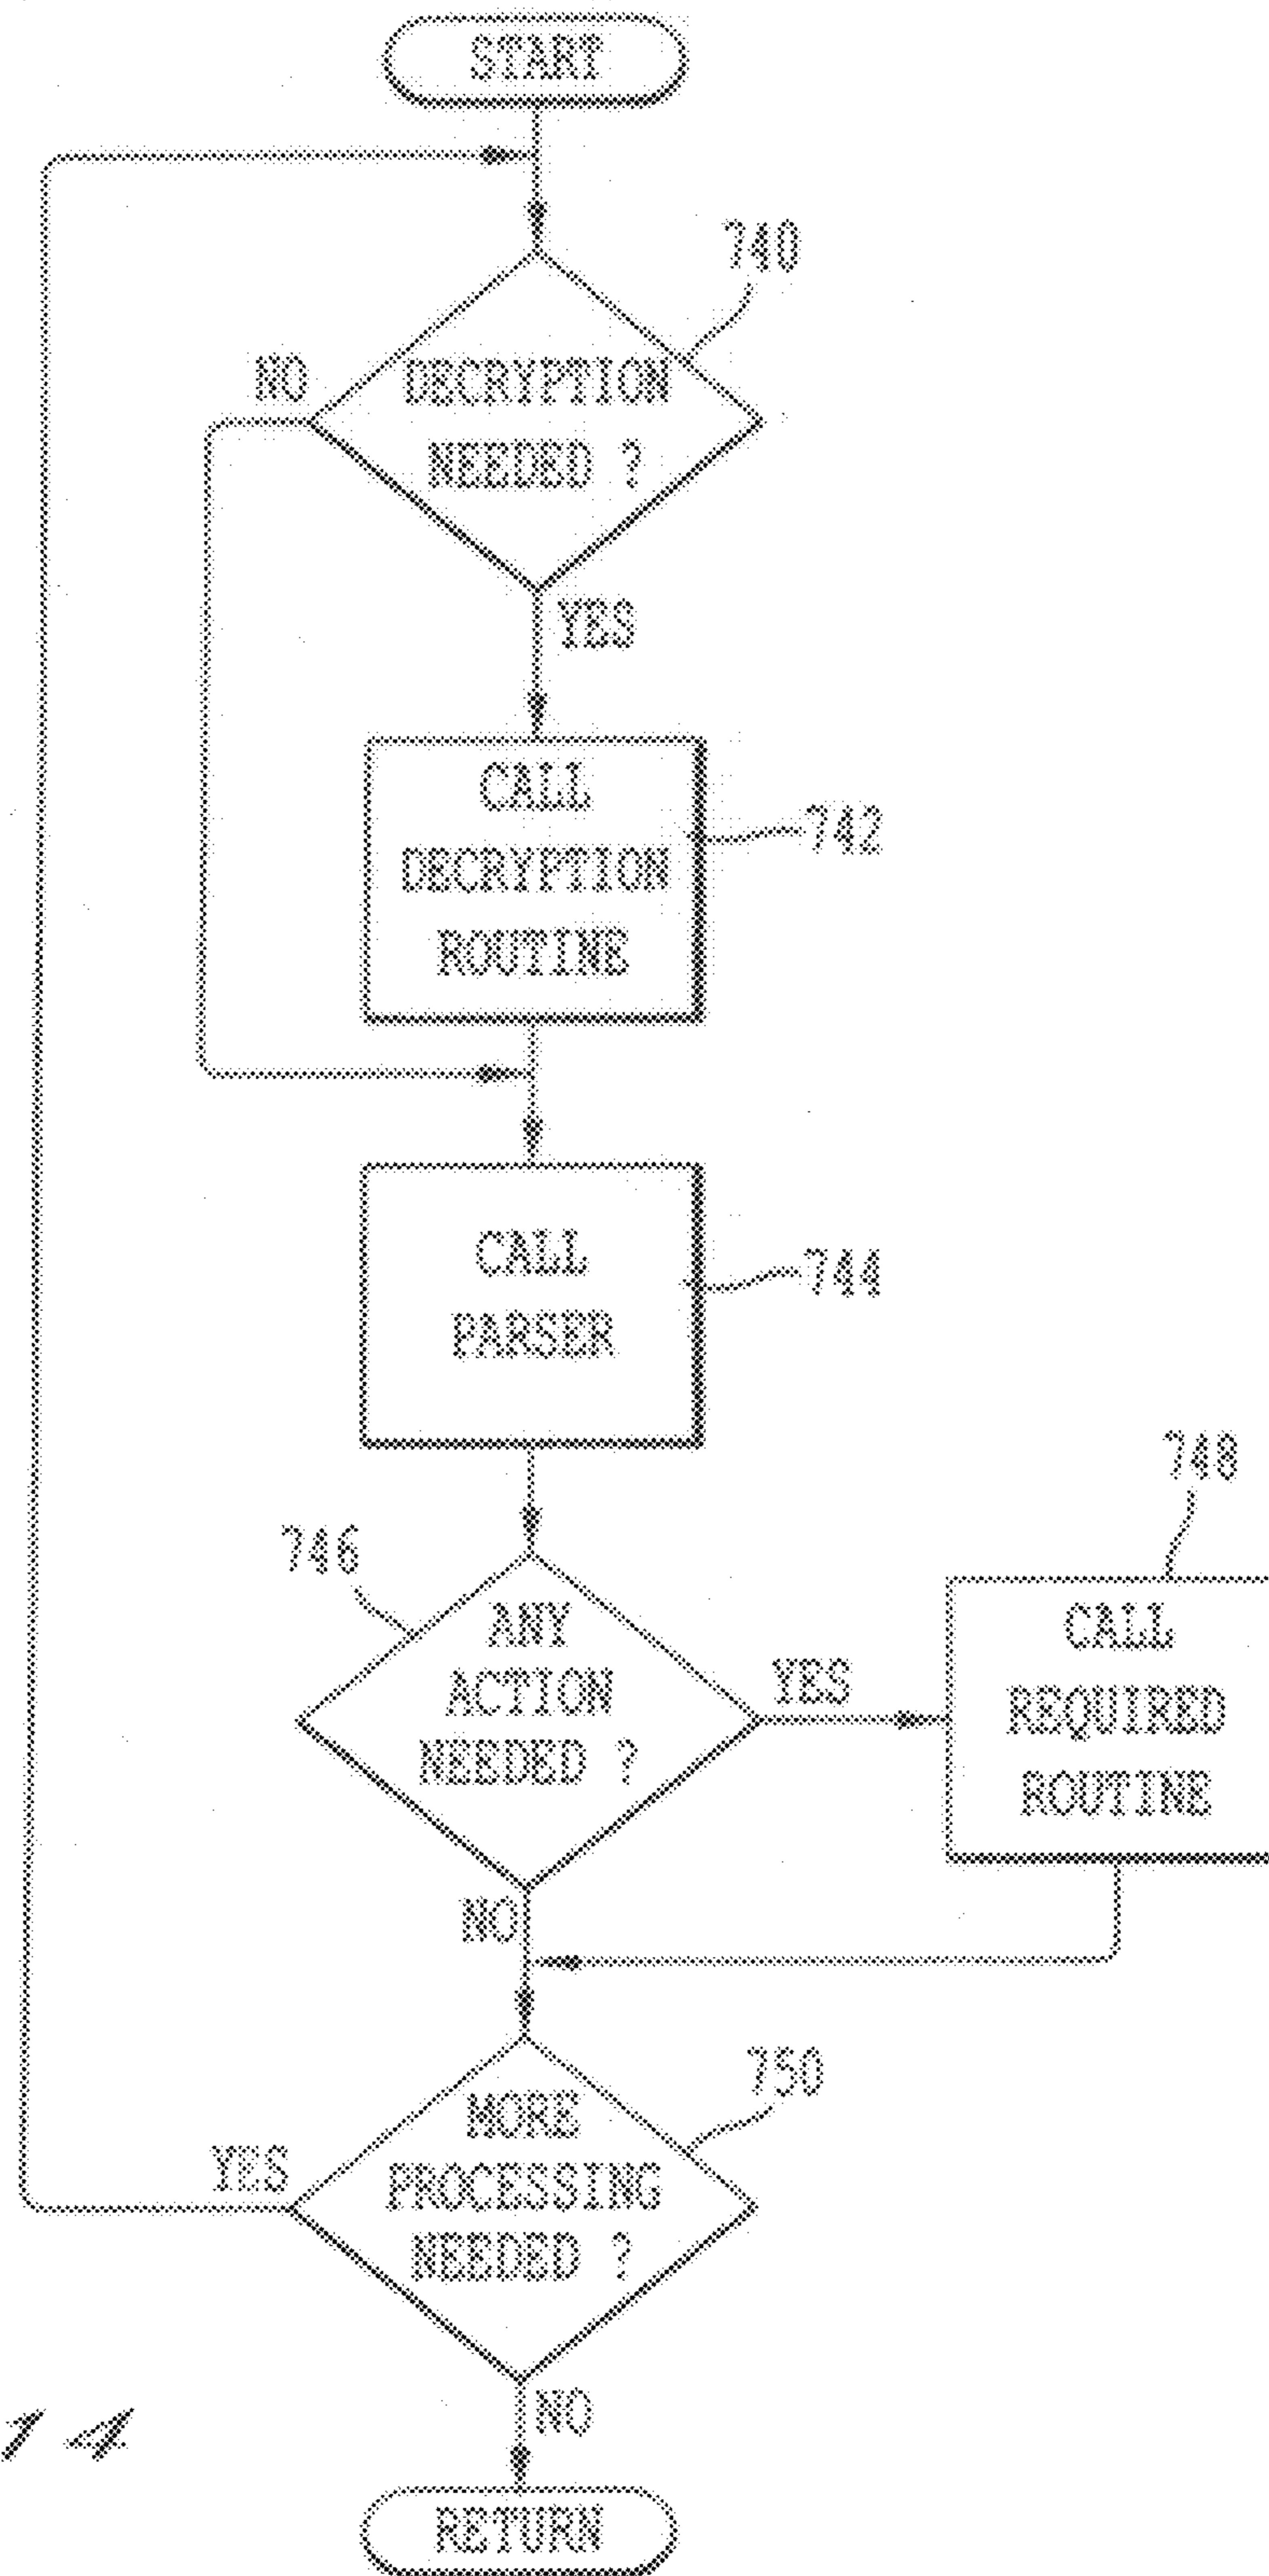 START
740
NO
DECRYPTION
NEEDED ?
YES
CALL
DECRYPTION
ROUTINE
742
CALL
PARSER
744
748
746
ANY
ACTION
NEEDED ?
YES
CALL
REQUIRED
ROUTINE
NO
750
MORE
PROCESSING
NEEDED ?
YES
NO
14
RETURN